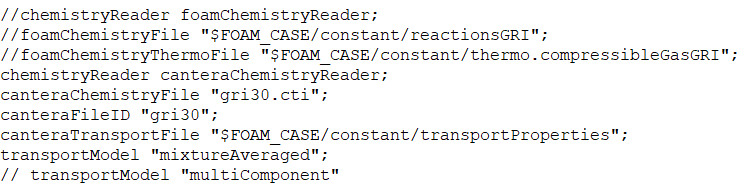 //chemistryReader foamChemistryReader;
//foamChemistryFile "$FOAM_CASE/constant/reactionsGRI";
//foamChemistryThermoFile "$FOAM_CASE/constant/thermo.compressibleGasGRI";
chemistryReader canteraChemistryReader;
canteraChemistryFile "gri30.cti";
canteraFileID "gri30";
canteraTransportFile "$FOAM_CASE/constant/transportProperties";
transportModel "mixtureAveraged";
// transportModel "multiComponent"